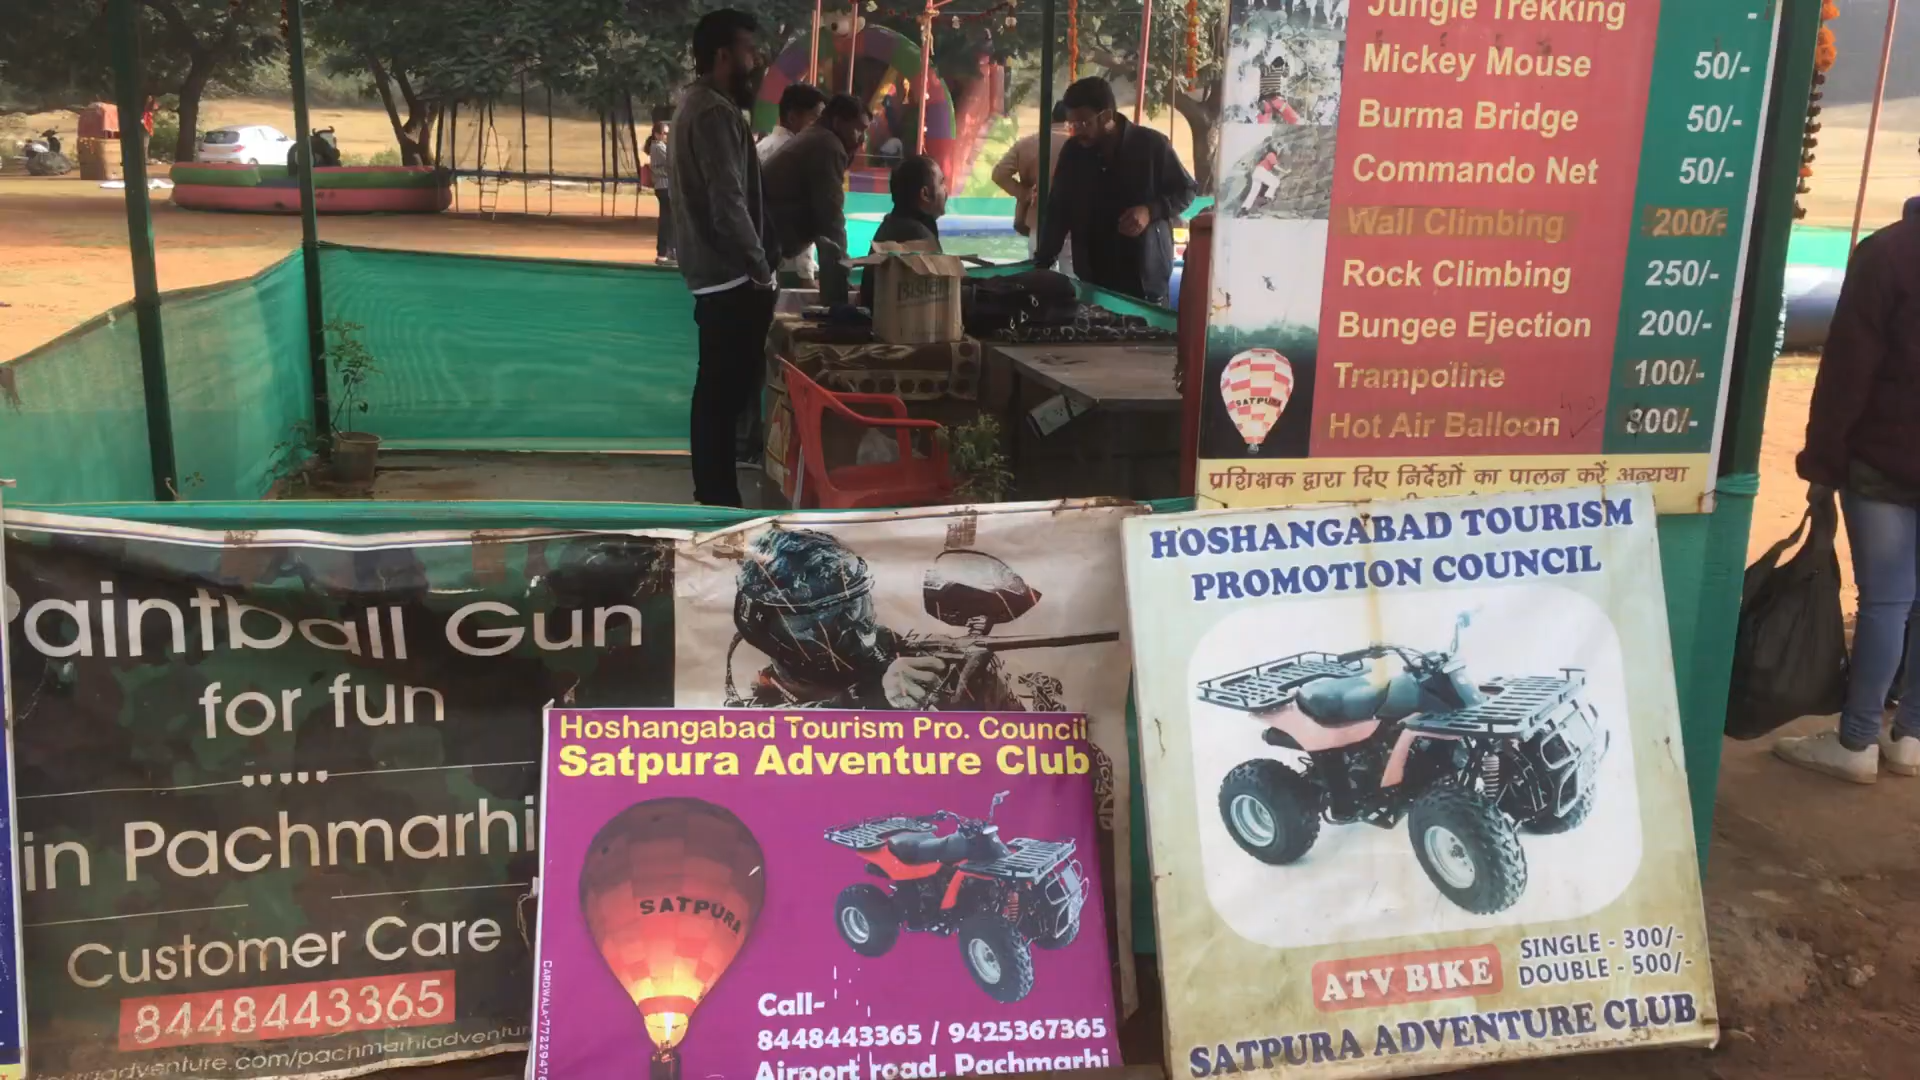 Jungle Trekking -
Mickey Mouse 50/-
Burma Bridge 50/-
Commando Net 50/-
Wall Climbing 200/-
Rock Climbing 250/-
Bungee Ejection 200/-
Trampoline 100/-
Hot Air Balloon 800/-
SATPURA
प्रशिक्षक द्वारा दिए निर्देशों का पालन करें अन्यथा
Paintball Gun
for fun
in Pachmarhi
Customer Care
8448443365
adventure.com/pachmarhiadventur
Hoshangabad Tourism Pro. Council
Satpura Adventure Club
SATPURA
Call-
8448443365 / 9425367365
Airport road, Pachmarhi
HOSHANGABAD TOURISM
PROMOTION COUNCIL
ATV BIKE
SINGLE - 300/-
DOUBLE - 500/-
SATPURA ADVENTURE CLUB